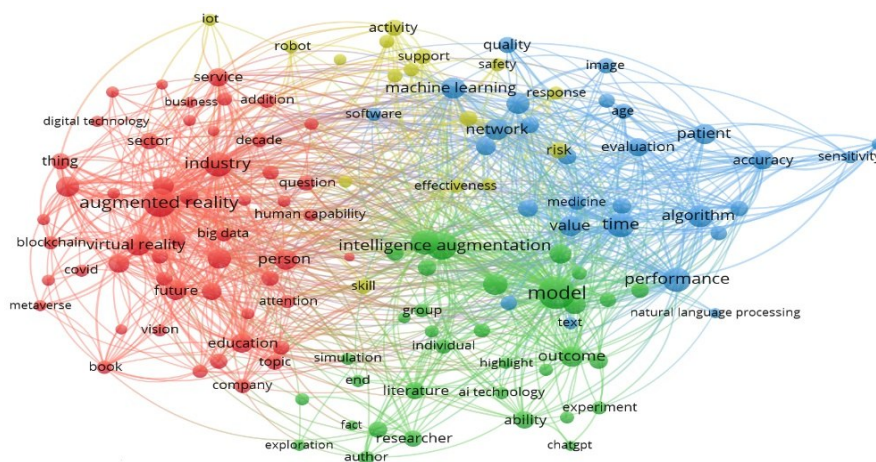 iot
activity
robot
quality
support
service
safety
image
machine learning
business
addition
response
age
digital technology
software
network
patient
sector
decade
evaluation
thing
industry
risk
accuracy
sensitivity
question
effectiveness
augmented reality
human capability
medicine
algorithm
value
time
blockchain
virtual reality
big data
intelligence augmentation
covid
person
performance
future
attention
skill
model
metaverse
group
natural language processing
vision
text
education
individual
simulation
outcome
book
topic
highlight
company
end
literature
ai technology
experiment
fact
ability
exploration
researcher
chatgpt
author